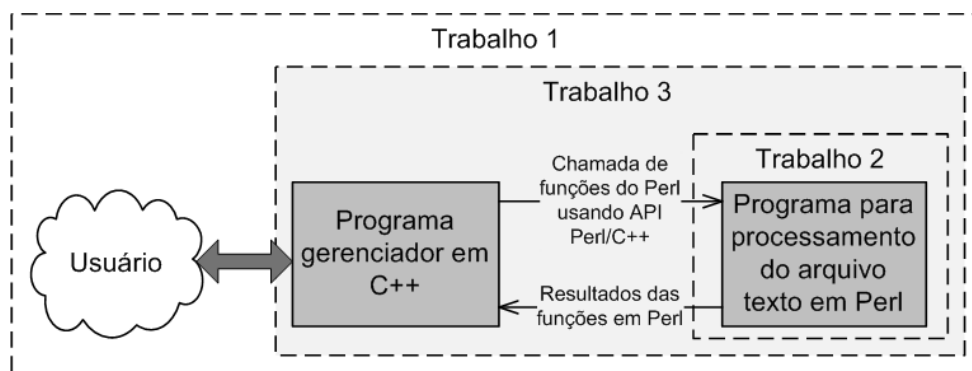 Trabalho 1
Trabalho 3
Trabalho 2
Usuário
Programa
gerenciador em
C++
Chamada de
funções do Perl
usando API
Perl/C++
Resultados das
funções em Perl
Programa para
processamento
do arquivo
texto em Perl